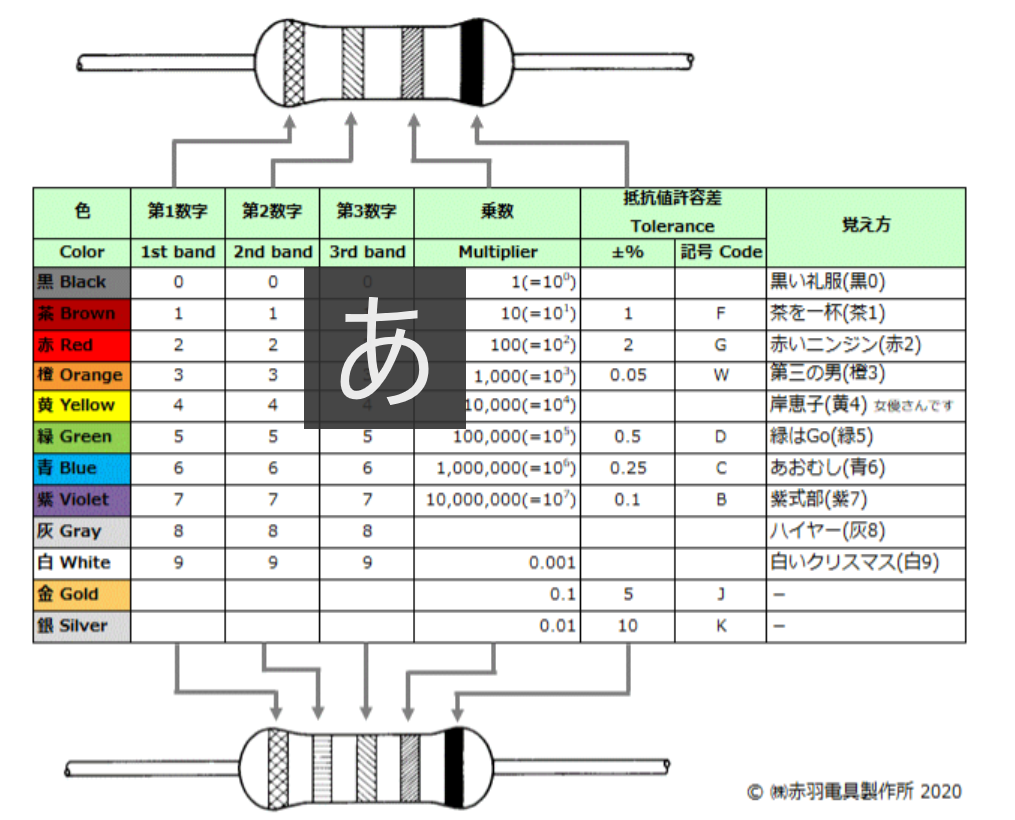 色 第1数字 第2数字 第3数字 乗数 抵抗値許容差 覚え方
Tolerance
Color 1st band 2nd band 3rd band Multiplier ±% 記号 Code
黒 Black 0 0 0 1(=10⁰) 黒い礼服(黒0)
茶 Brown 1 1 10(=10¹) 1 F 茶を一杯(茶1)
赤 Red 2 2 100(=10²) 2 G 赤いニンジン(赤2)
橙 Orange 3 3 1,000(=10³) 0.05 W 第三の男(橙3)
黄 Yellow 4 4 4 10,000(=10⁴) 岸恵子(黄4) 女優さんです
緑 Green 5 5 5 100,000(=10⁵) 0.5 D 緑はGo(緑5)
青 Blue 6 6 6 1,000,000(=10⁶) 0.25 C あおむし(青6)
紫 Violet 7 7 7 10,000,000(=10⁷) 0.1 B 紫式部(紫7)
灰 Gray 8 8 8 ハイヤー(灰8)
白 White 9 9 9 0.001 白いクリスマス(白9)
金 Gold 0.1 5 J −
銀 Silver 0.01 10 K −
あ
© ㈱赤羽電具製作所 2020